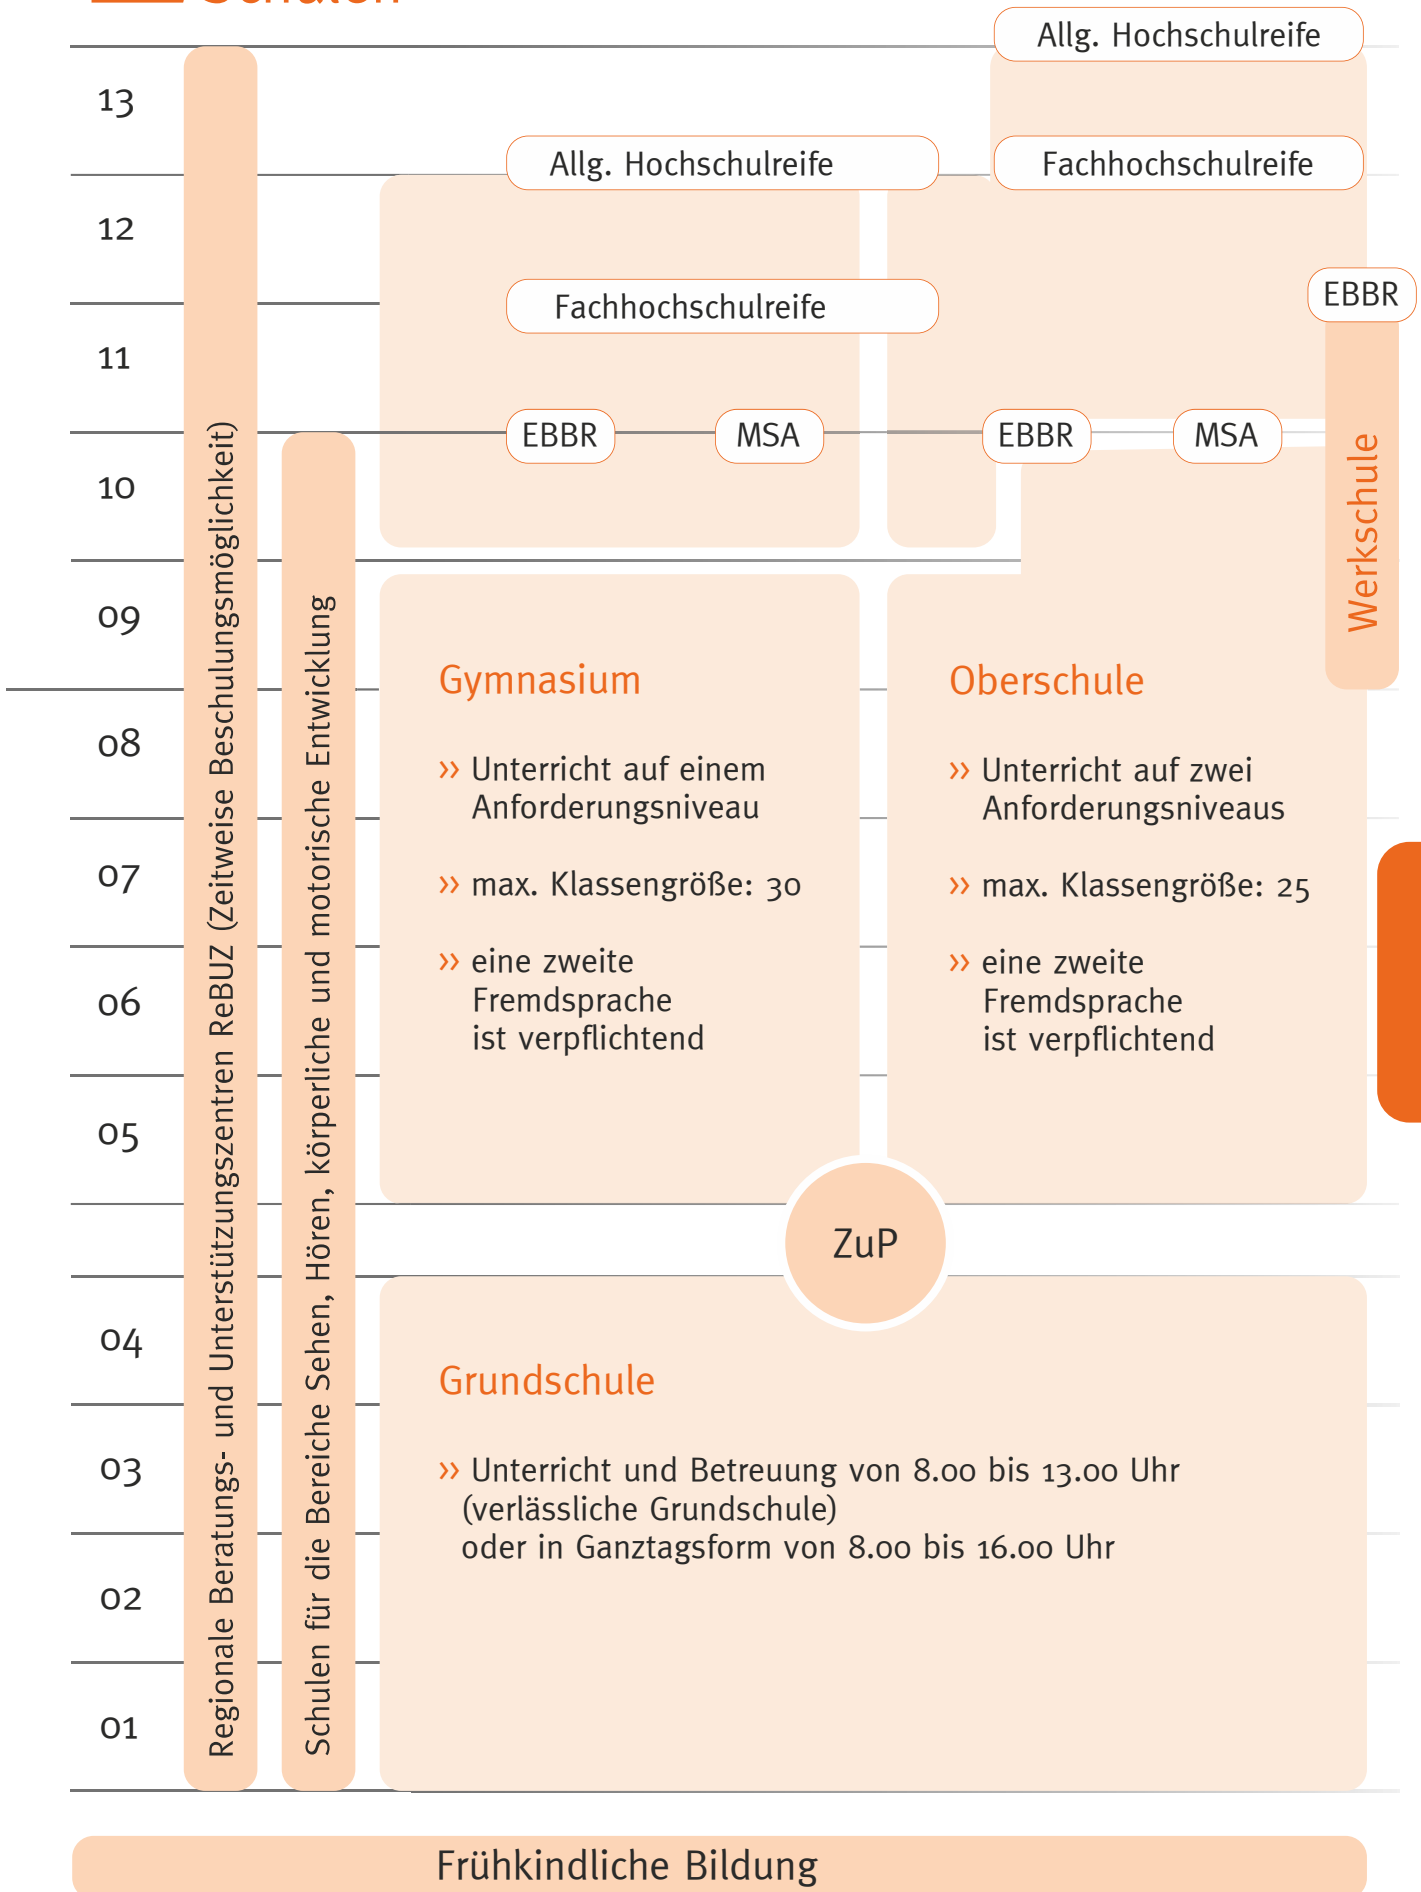 Allg. Hochschulreife
13
Allg. Hochschulreife
Fachhochschulreife
12
EBBR
Fachhochschulreife
11
EBBR
MSA
EBBR
MSA
10
Werkschule
09
Gymnasium
Oberschule
08
>> Unterricht auf einem
Anforderungsniveau
>> Unterricht auf zwei
Anforderungsniveaus
07
>> max. Klassengröße: 30
>> max. Klassengröße: 25
06
>> eine zweite
Fremdsprache
ist verpflichtend
>> eine zweite
Fremdsprache
ist verpflichtend
05
ZuP
04
Grundschule
03
>> Unterricht und Betreuung von 8.00 bis 13.00 Uhr
(verlässliche Grundschule)
oder in Ganztagsform von 8.00 bis 16.00 Uhr
02
01
Regionale Beratungs- und Unterstützungszentren ReBUZ (Zeitweise Beschulungsmöglichkeit)
Schulen für die Bereiche Sehen, Hören, körperliche und motorische Entwicklung
Frühkindliche Bildung